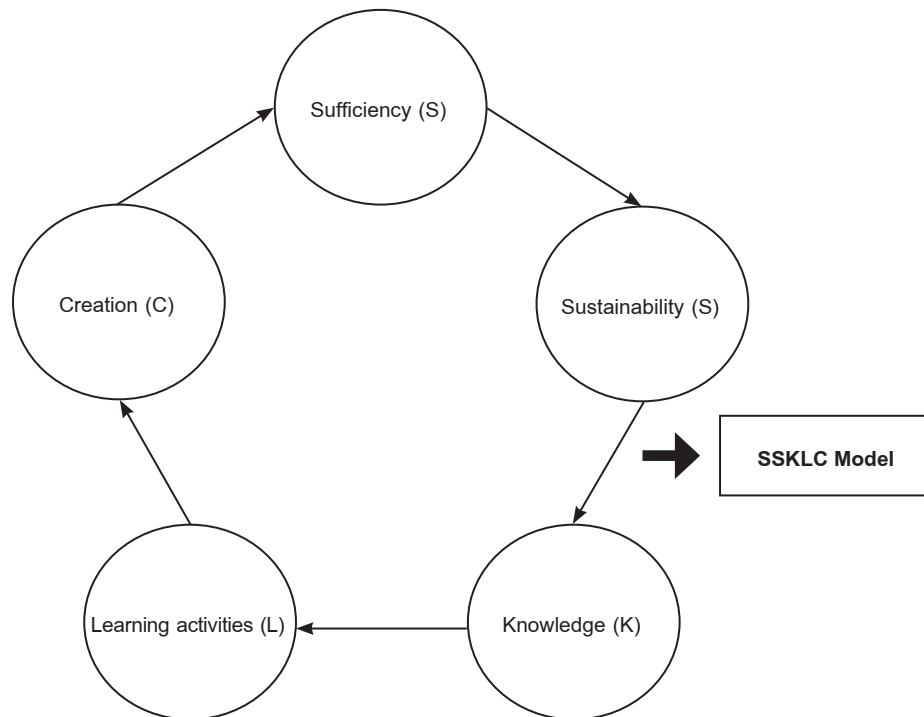 Sufficiency (S)
Creation (C)
Sustainability (S)
SSKLC Model
Learning activities (L)
Knowledge (K)